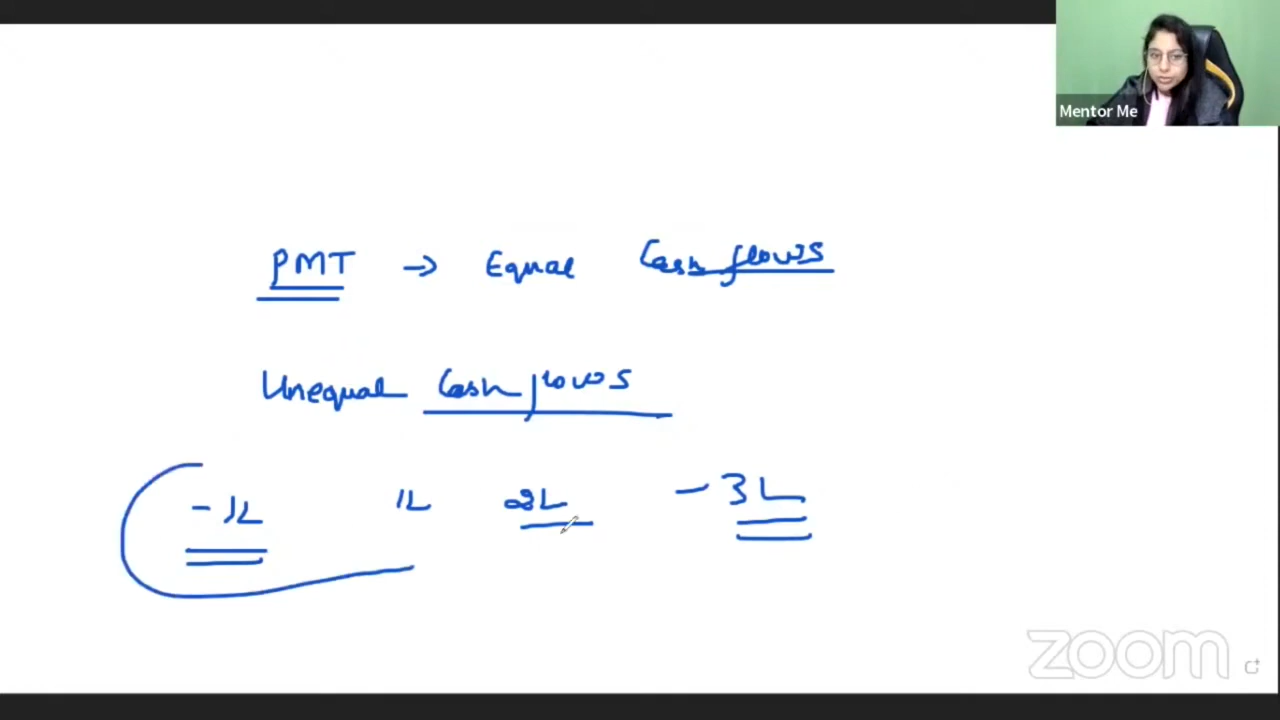 Mentor Me
PMT → Equal Cash flows
Unequal Cash flows
- 1L 1L 2L - 3L
zoom